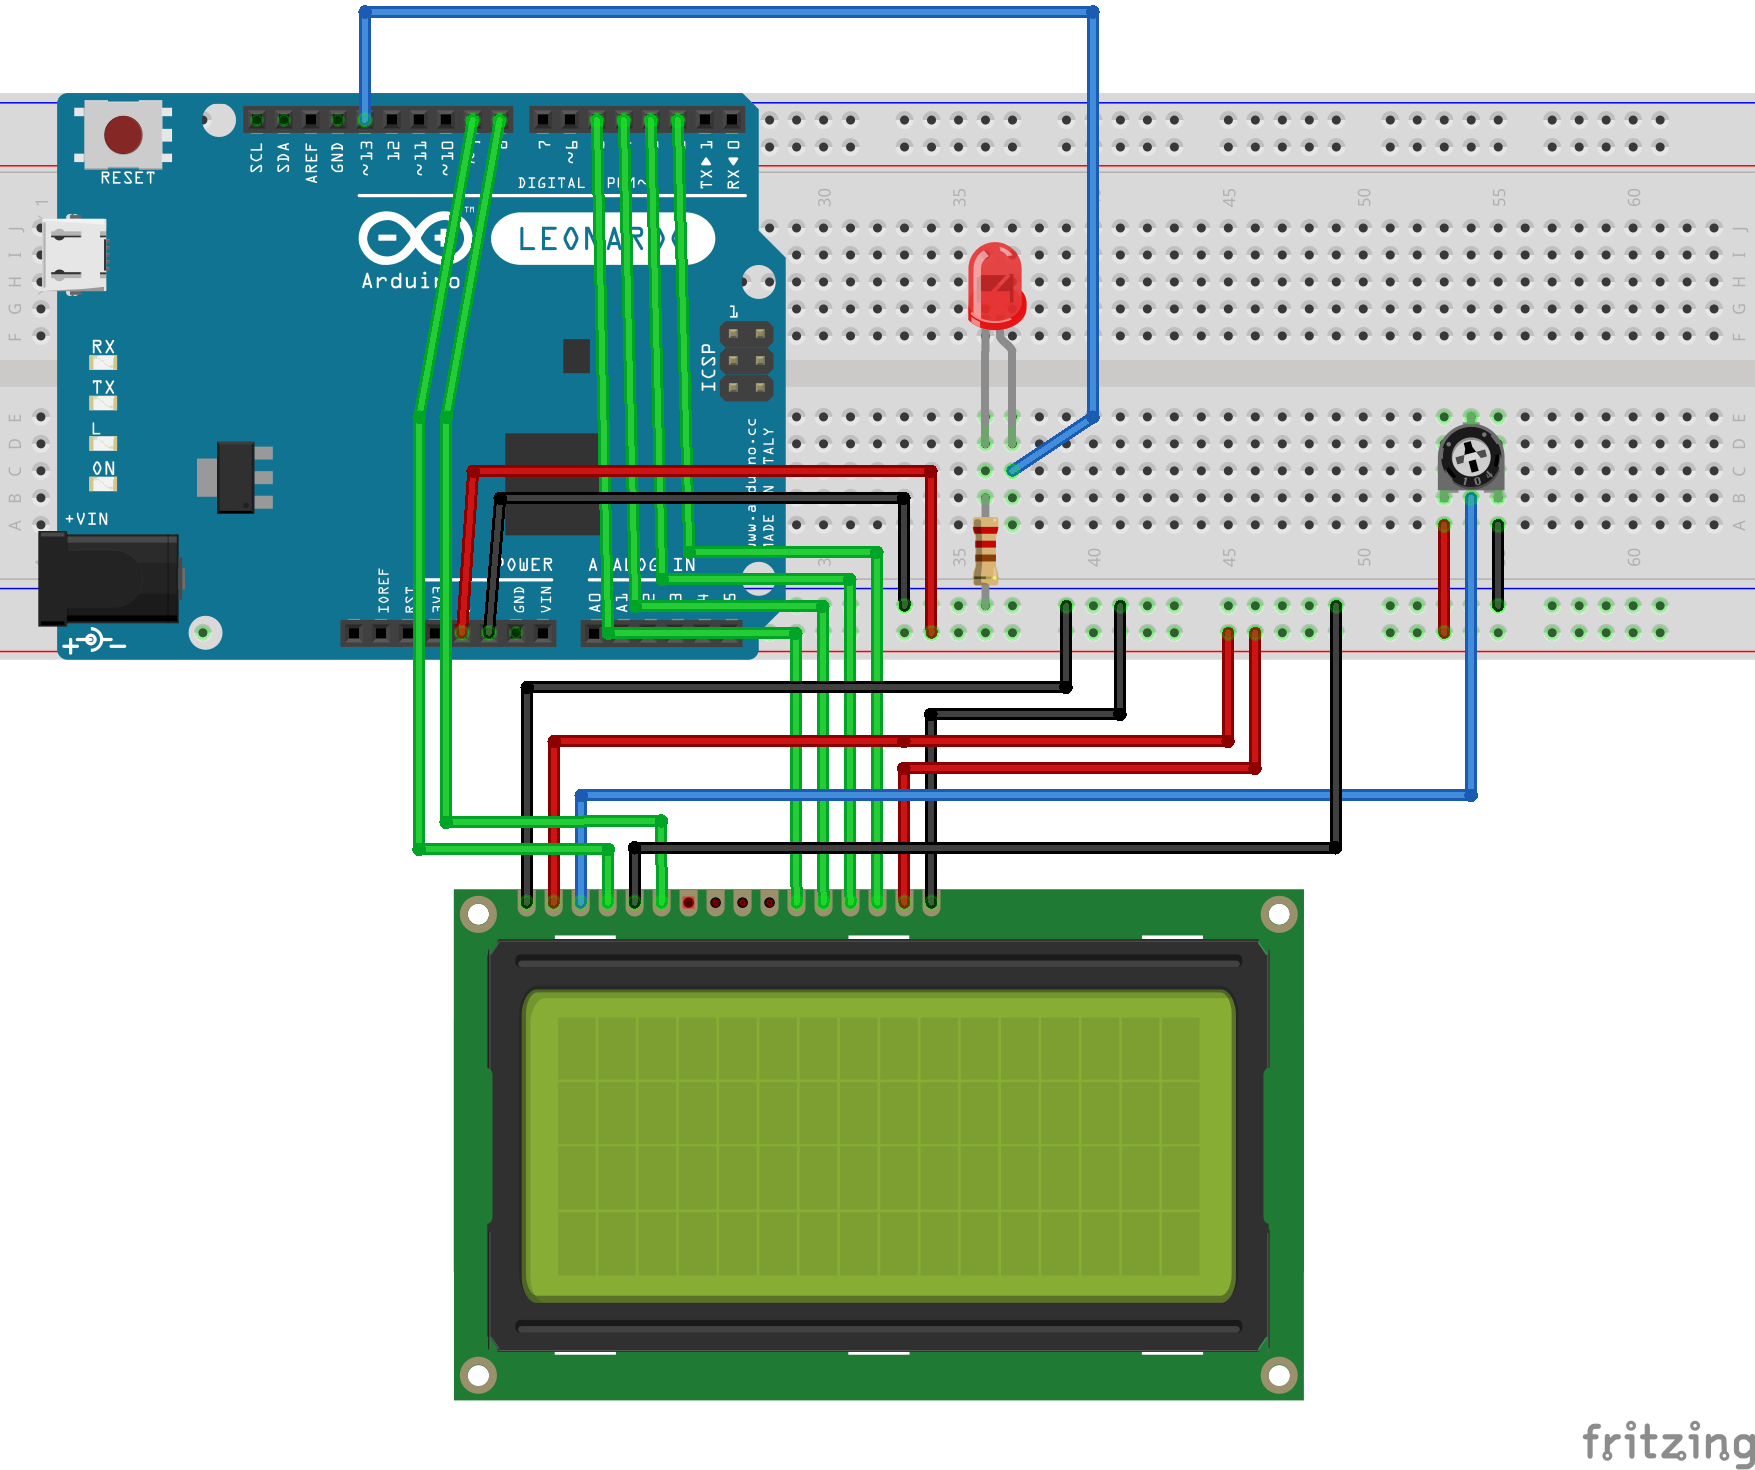 RESET
SCL
SDA
AREF
GND
~13
12
~11
~10
8
7
~6
TX▸ 1
RX◂ 0
DIGITAL
™
LEONARDO
Arduino
1
ICSP
RX
TX
L
ON
+VIN
www.arduino.cc
MADE IN ITALY
POWER
ANALOG IN
IOREF
RST
3V3
GND
VIN
A0
A1
2
3
4
5
1
30
35
45
50
55
60
J
I
H
G
F
E
D
C
B
A
J
I
H
G
F
E
D
C
B
A
35
40
45
50
60
104
fritzing